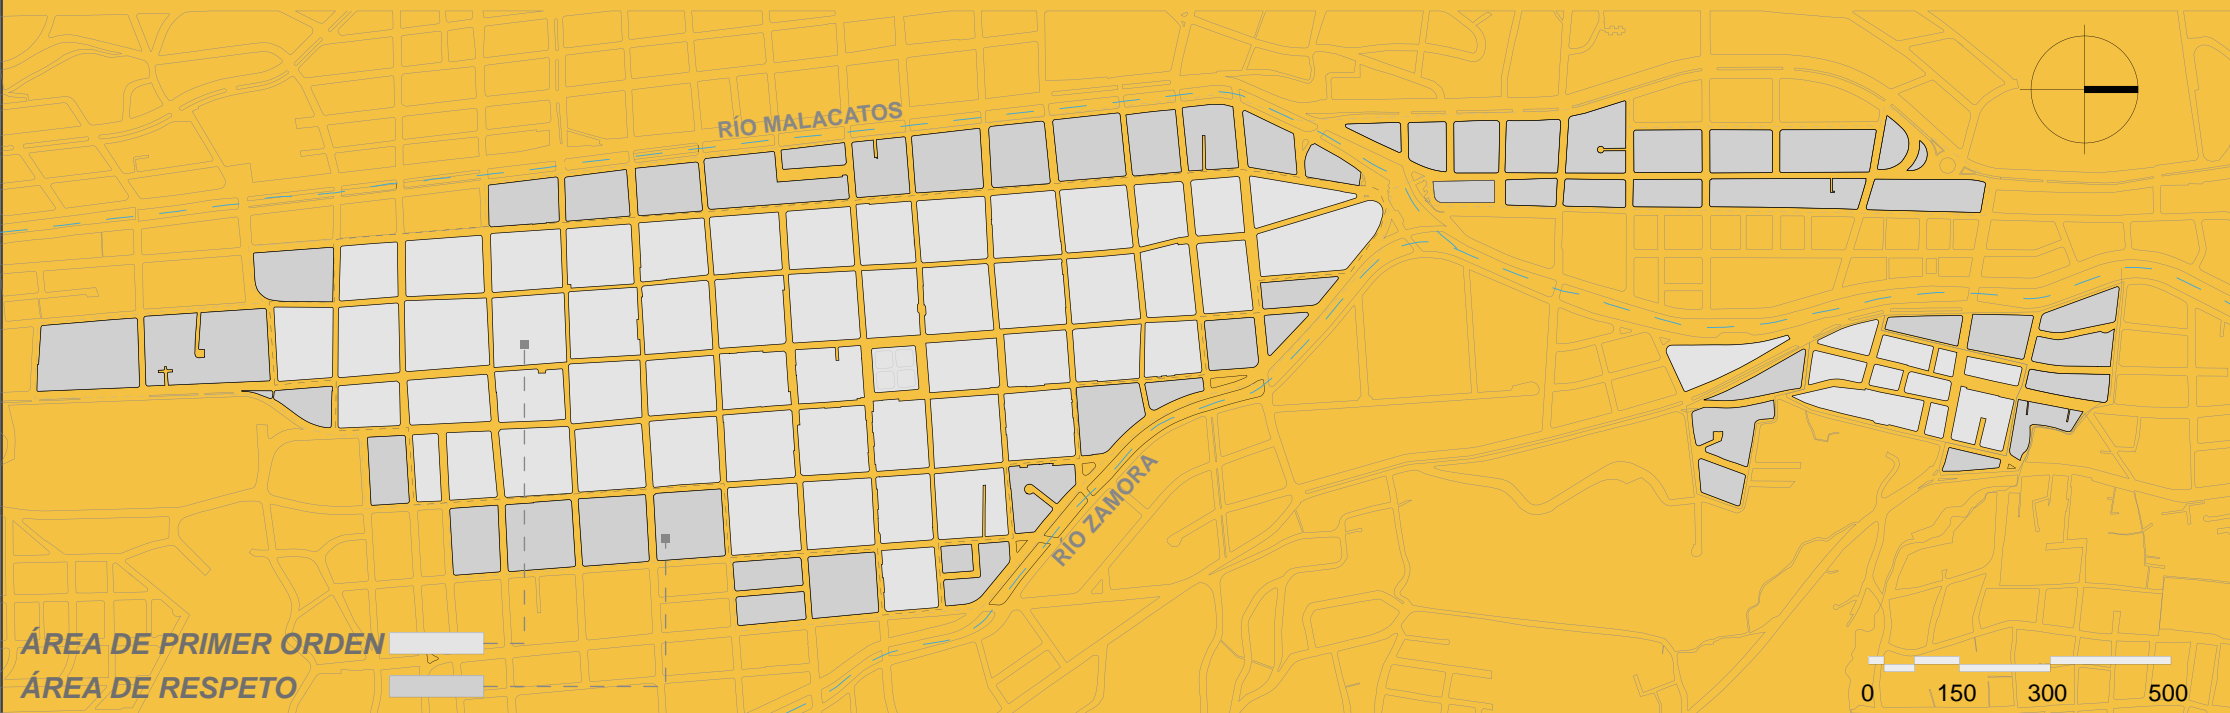 RÍO MALACATOS
RÍO ZAMORA
ÁREA DE PRIMER ORDEN
ÁREA DE RESPETO
0 150 300 500